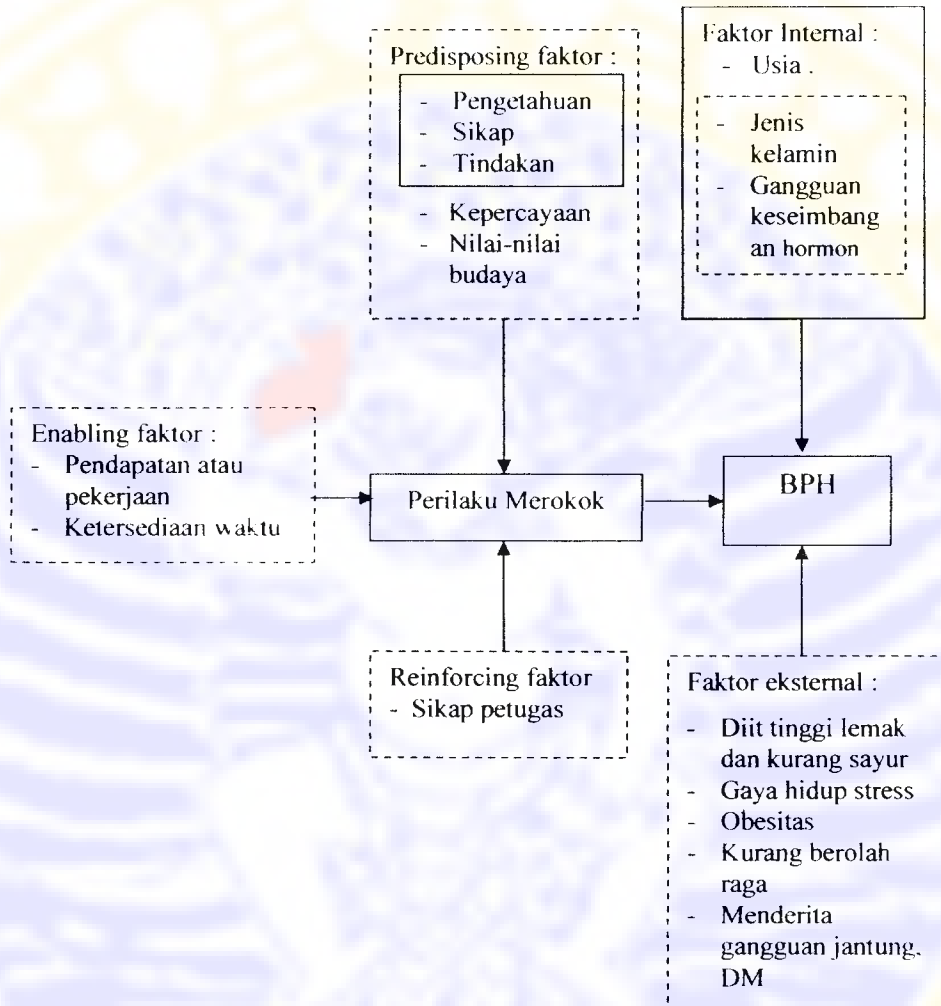 Predisposing faktor :
- Pengetahuan
- Sikap
- Tindakan
- Kepercayaan
- Nilai-nilai
budaya
Faktor Internal :
- Usia .
- Jenis
kelamin
- Gangguan
keseimbang
an hormon
Enabling faktor :
- Pendapatan atau
pekerjaan
- Ketersediaan waktu
Perilaku Merokok
BPH
Reinforcing faktor
- Sikap petugas
Faktor eksternal :
- Diit tinggi lemak
dan kurang sayur
- Gaya hidup stress
- Obesitas
- Kurang berolah
raga
- Menderita
gangguan jantung.
DM